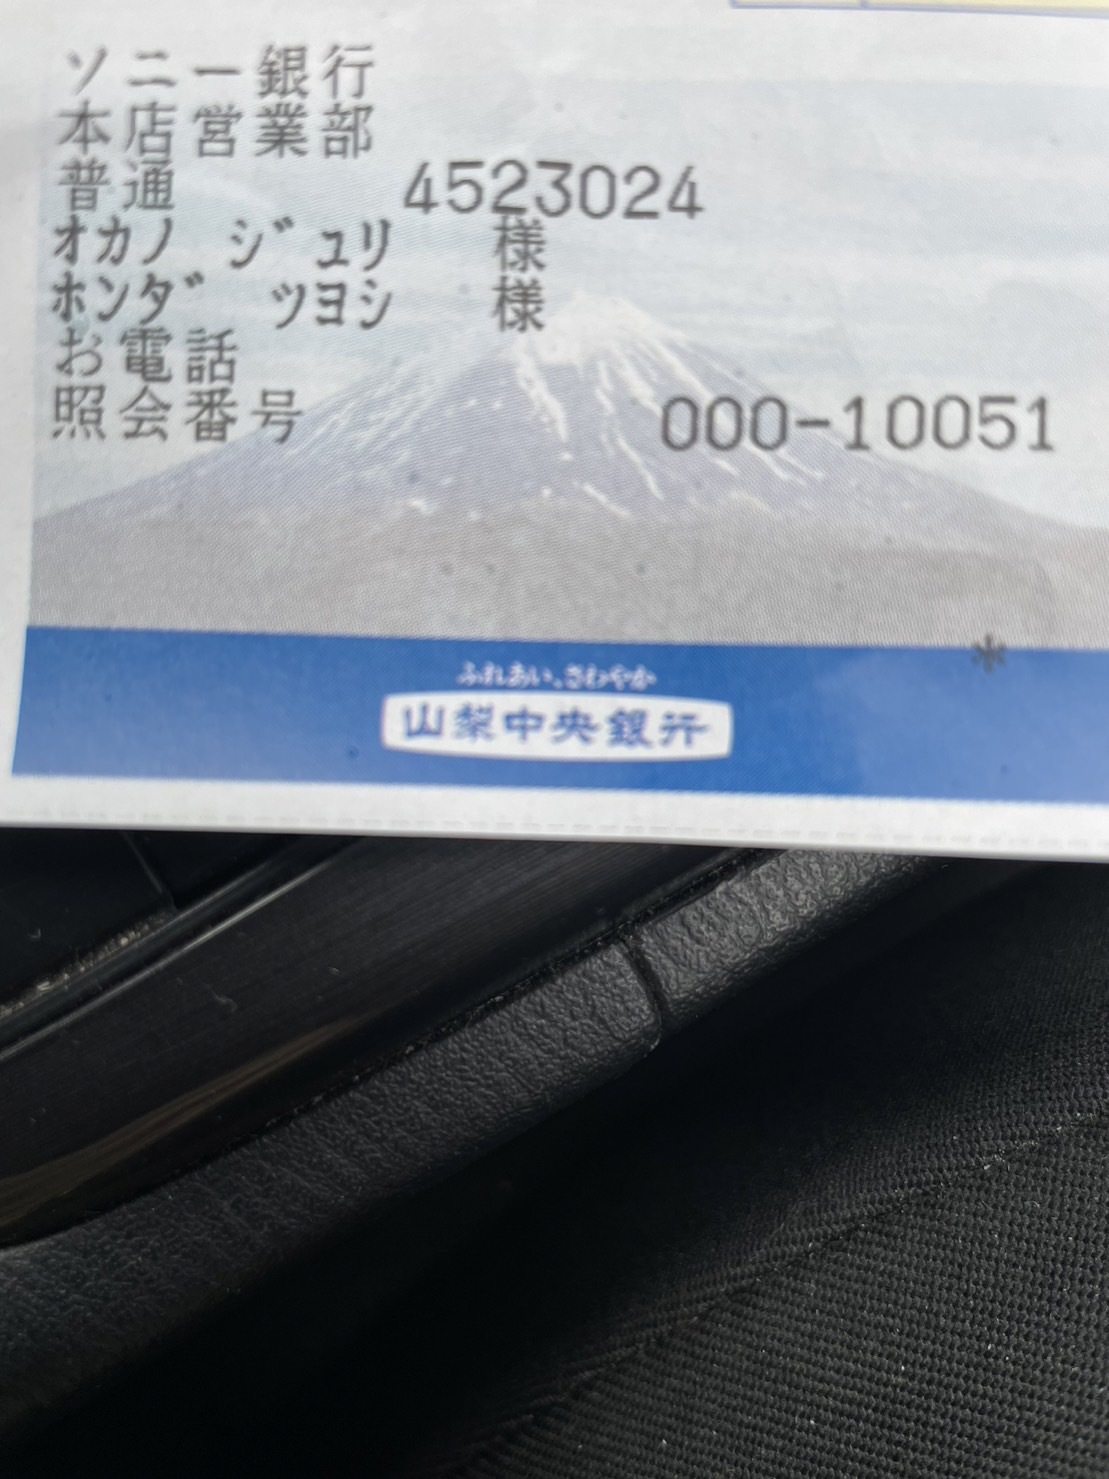 ソニー銀行
本店営業部
普通 4523024
オカノ ジュリ 様
ホンダ ツヨシ 様
お電話
照会番号 000-10051
*
ふれあい、さわやか
山梨中央銀行